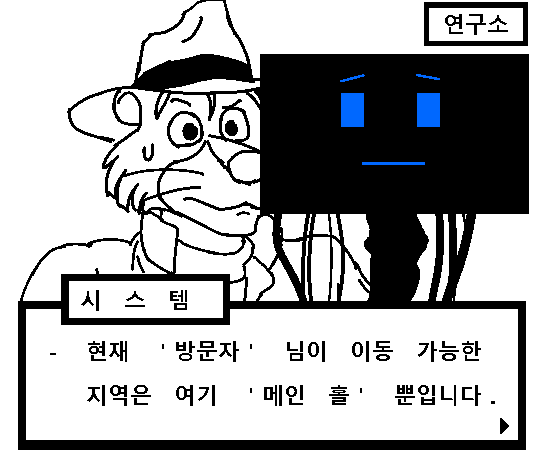 연구소
시 스 템
- 현재 '방문자' 님이 이동 가능한
지역은 여기 '메인 홀' 뿐입니다.